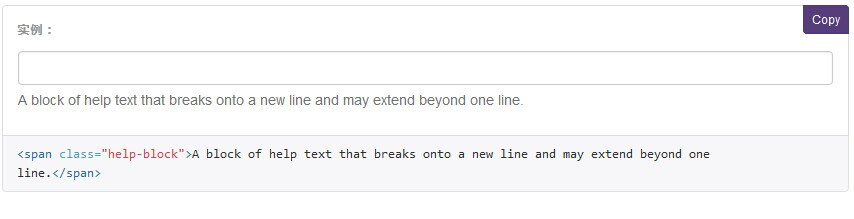 实例：
Copy
A block of help text that breaks onto a new line and may extend beyond one line.
<span class="help-block">A block of help text that breaks onto a new line and may extend beyond one
line.</span>